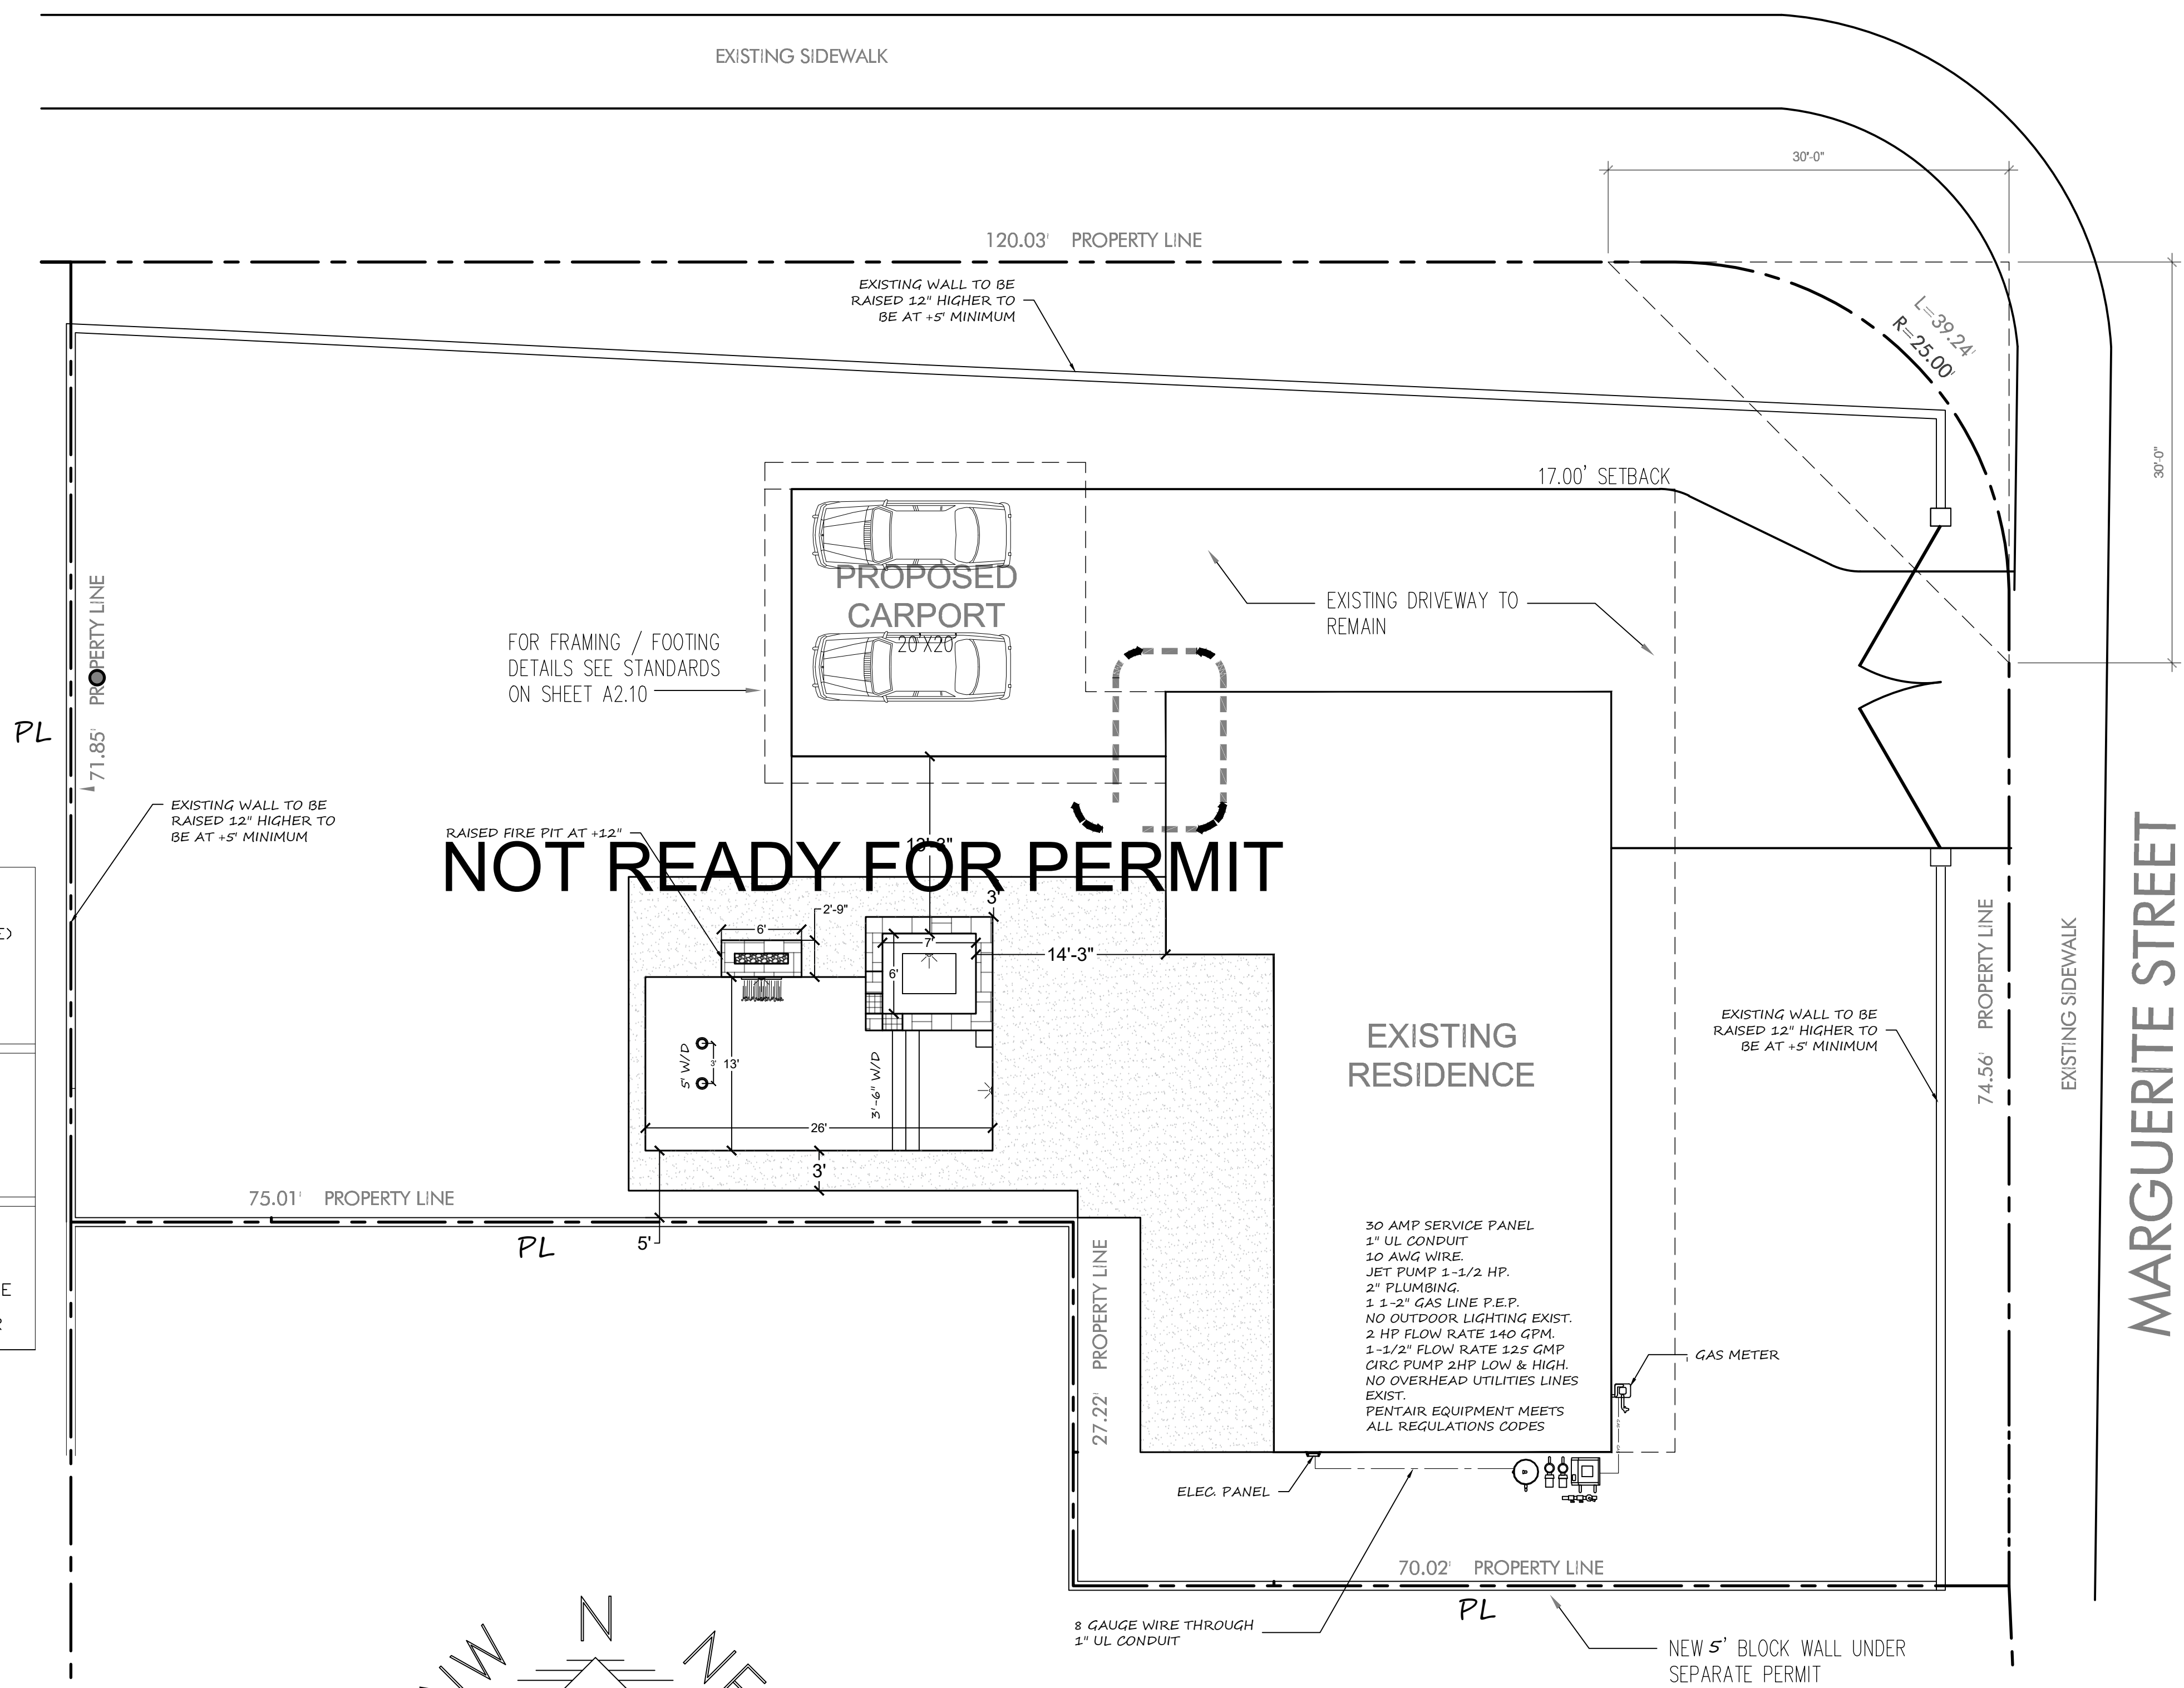 EXISTING SIDEWALK
30'-0"
120.03' PROPERTY LINE
EXISTING WALL TO BE
RAISED 12" HIGHER TO
BE AT +5' MINIMUM
L=39.24'
R=25.00'
30'-0"
17.00' SETBACK
PROPOSED
CARPORT
20'X20'
EXISTING DRIVEWAY TO
REMAIN
FOR FRAMING / FOOTING
DETAILS SEE STANDARDS
ON SHEET A2.10
71.85' PROPERTY LINE
PL
EXISTING WALL TO BE
RAISED 12" HIGHER TO
BE AT +5' MINIMUM
RAISED FIRE PIT AT +12"
NOT READY FOR PERMIT
3'
2'-9"
6'
7'
6'
14'-3"
5' W/D
3'
13'
3'-6" W/D
26'
3'
5'
EXISTING
RESIDENCE
EXISTING WALL TO BE
RAISED 12" HIGHER TO
BE AT +5' MINIMUM
74.56' PROPERTY LINE
EXISTING SIDEWALK
MARGUERITE STREET
E)
E
R
75.01' PROPERTY LINE
PL
27.22' PROPERTY LINE
30 AMP SERVICE PANEL
1" UL CONDUIT
10 AWG WIRE.
JET PUMP 1-1/2 HP.
2" PLUMBING.
1 1-2" GAS LINE P.E.P.
NO OUTDOOR LIGHTING EXIST.
2 HP FLOW RATE 140 GPM.
1-1/2" FLOW RATE 125 GMP
CIRC PUMP 2HP LOW & HIGH.
NO OVERHEAD UTILITIES LINES
EXIST.
PENTAIR EQUIPMENT MEETS
ALL REGULATIONS CODES
GAS METER
ELEC. PANEL
70.02' PROPERTY LINE
PL
8 GAUGE WIRE THROUGH
1" UL CONDUIT
NEW 5' BLOCK WALL UNDER
SEPARATE PERMIT
N
NE